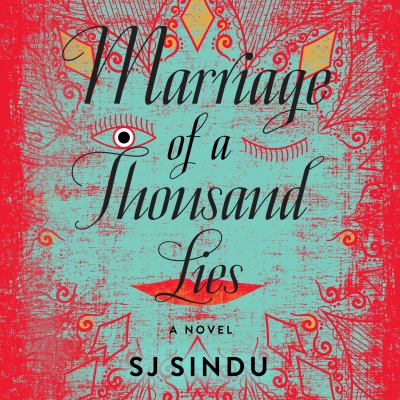 Marriage
of a
Thousand
Lies
A NOVEL
SJ SINDU